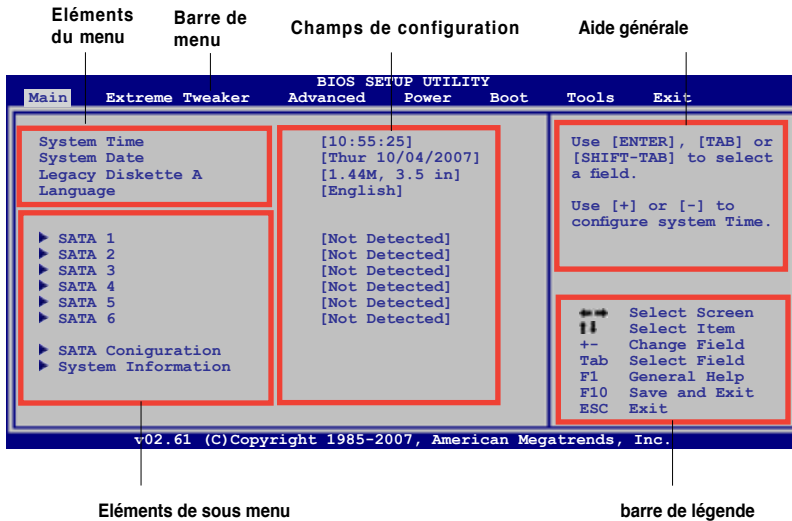 Eléments du menu
Barre de menu
Champs de configuration
Aide générale
BIOS SETUP UTILITY
Main Extreme Tweaker Advanced Power Boot Tools Exit
System Time [10:55:25]
System Date [Thur 10/04/2007]
Legacy Diskette A [1.44M, 3.5 in]
Language [English]
SATA 1 [Not Detected]
SATA 2 [Not Detected]
SATA 3 [Not Detected]
SATA 4 [Not Detected]
SATA 5 [Not Detected]
SATA 6 [Not Detected]
SATA Coniguration
System Information
Use [ENTER], [TAB] or
[SHIFT-TAB] to select
a field.
Use [+] or [-] to
configure system Time.
Select Screen
Select Item
+- Change Field
Tab Select Field
F1 General Help
F10 Save and Exit
ESC Exit
v02.61 (C)Copyright 1985-2007, American Megatrends, Inc.
Eléments de sous menu
barre de légende